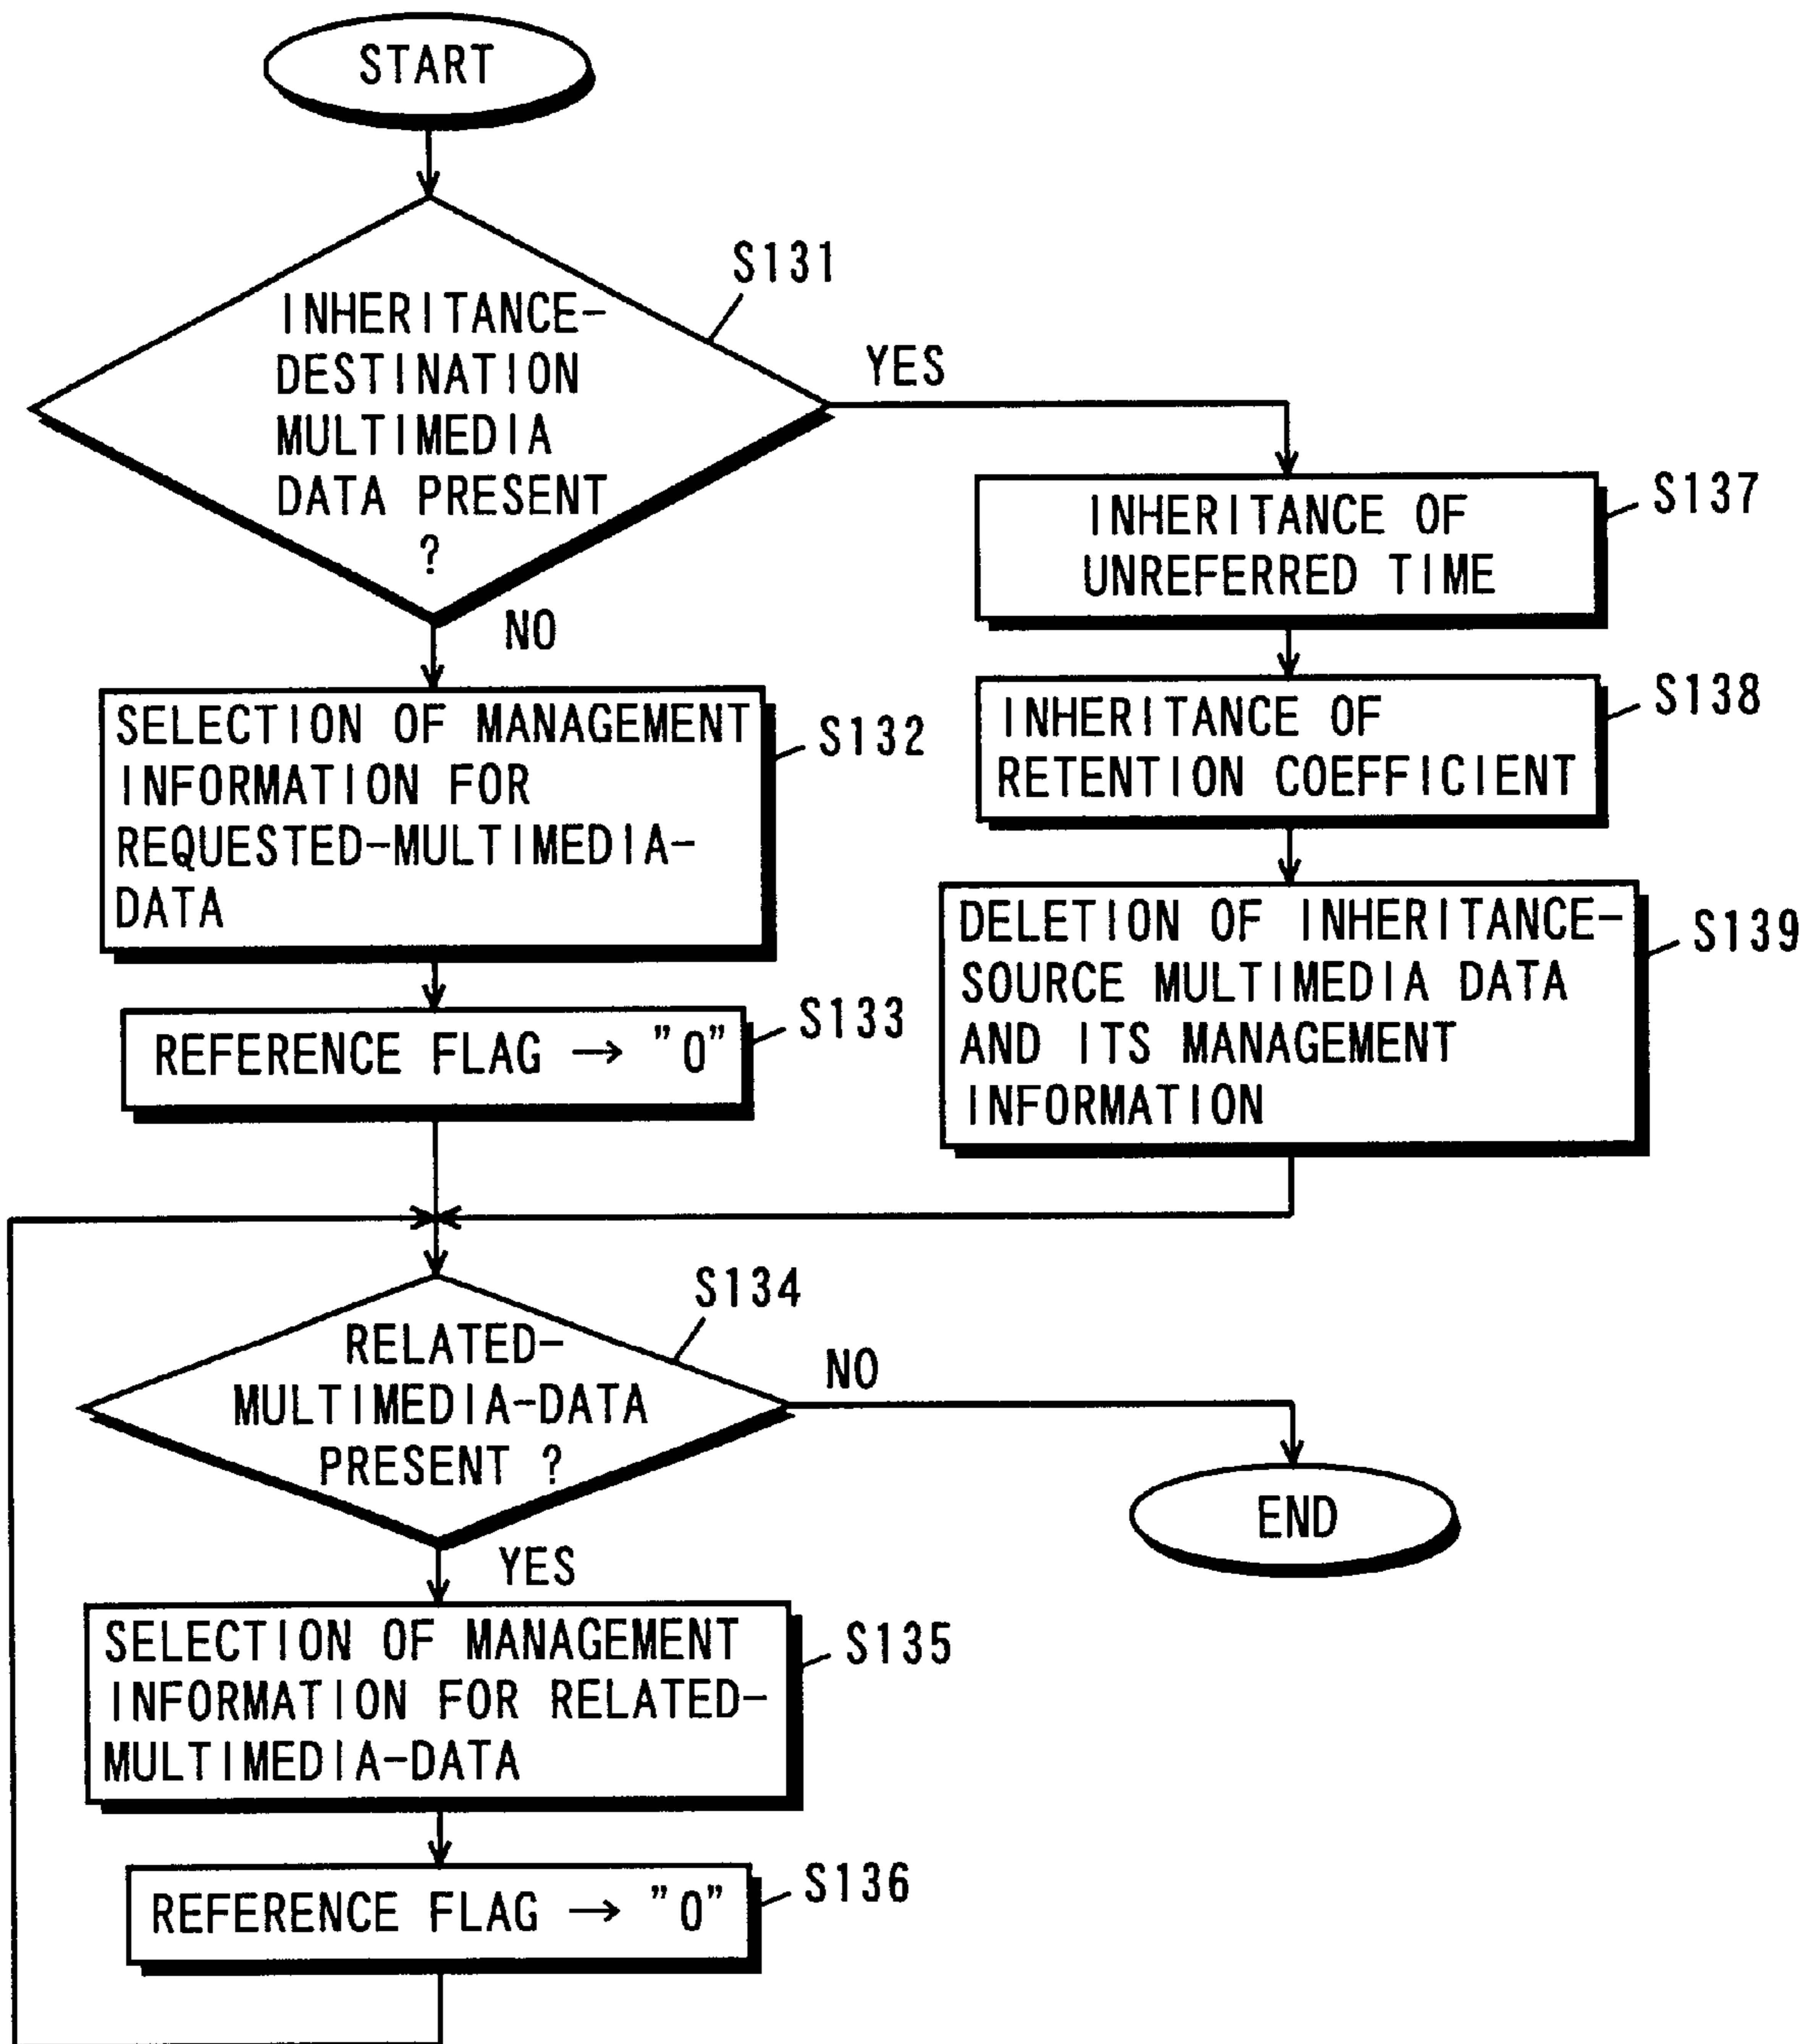 START
S131
INHERITANCE-
DESTINATION
MULTIMEDIA
DATA PRESENT
?
YES
NO
S132
SELECTION OF MANAGEMENT
INFORMATION FOR
REQUESTED-MULTIMEDIA-
DATA
S133
REFERENCE FLAG → "0"
S137
INHERITANCE OF
UNREFERRED TIME
S138
INHERITANCE OF
RETENTION COEFFICIENT
S139
DELETION OF INHERITANCE-
SOURCE MULTIMEDIA DATA
AND ITS MANAGEMENT
INFORMATION
S134
RELATED-
MULTIMEDIA-DATA
PRESENT ?
NO
END
YES
S135
SELECTION OF MANAGEMENT
INFORMATION FOR RELATED-
MULTIMEDIA-DATA
S136
REFERENCE FLAG → "0"